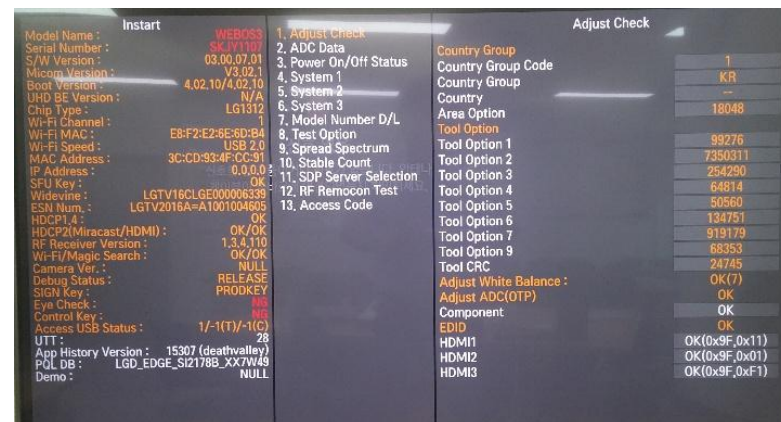 Instart
Model Name : WEBOS3
Serial Number : SKJY1107
S/W Version : 03.00.07.01
Micom Version : V3.02.1
Boot Version : 4.02.10/4.02.10
UHD BE Version : N/A
Chip Type : LG1312
Wi-Fi Channel : 1
Wi-Fi MAC : E8:F2:E2:6E:6D:B4
Wi-Fi Speed : USB 2.0
MAC Address : 3C:CD:93:4F:CC:91
IP Address : 0.0.0.0
SFU Key : OK
Widevine : LGTV16CLGE000006339
ESN Num. : LGTV2016A=A1001004605
HDCP1.4 : OK
HDCP2(Miracast/HDMI) : OK/OK
RF Receiver Version : 1.3.4.110
Wi-Fi/Magic Search : OK/OK
Camera Ver. : NULL
Debug Status : RELEASE
SIGN Key : PRODKEY
Eye Check : NG
Control Key : NG
Access USB Status : 1/-1(T)/-1(C)
UTT : 28
App History Version : 15307 (deathvalley)
PQL DB : LGD_EDGE_SI2178B_XX7W49
Demo : NULL
1. Adjust Check
2. ADC Data
3. Power On/Off Status
4. System 1
5. System 2
6. System 3
7. Model Number D/L
8. Test Option
9. Spread Spectrum
10. Stable Count
11. SDP Server Selection
12. RF Remocon Test
13. Access Code
Adjust Check
Country Group
Country Group Code 1
Country Group KR
Country --
Area Option 18048
Tool Option
Tool Option 1 99276
Tool Option 2 7350311
Tool Option 3 254290
Tool Option 4 64814
Tool Option 5 50560
Tool Option 6 134751
Tool Option 7 919179
Tool Option 9 68353
Tool CRC 24745
Adjust White Balance : OK(7)
Adjust ADC(OTP) OK
Component OK
EDID OK
HDMI1 OK(0x9F,0x11)
HDMI2 OK(0x9F,0x01)
HDMI3 OK(0x9F,0xF1)